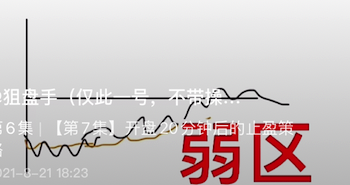 狙盘手（仅此一号，不带操...
第6集 | 【第7集】开盘20分钟后的止盈策
略
021-8-21 18:23
弱区